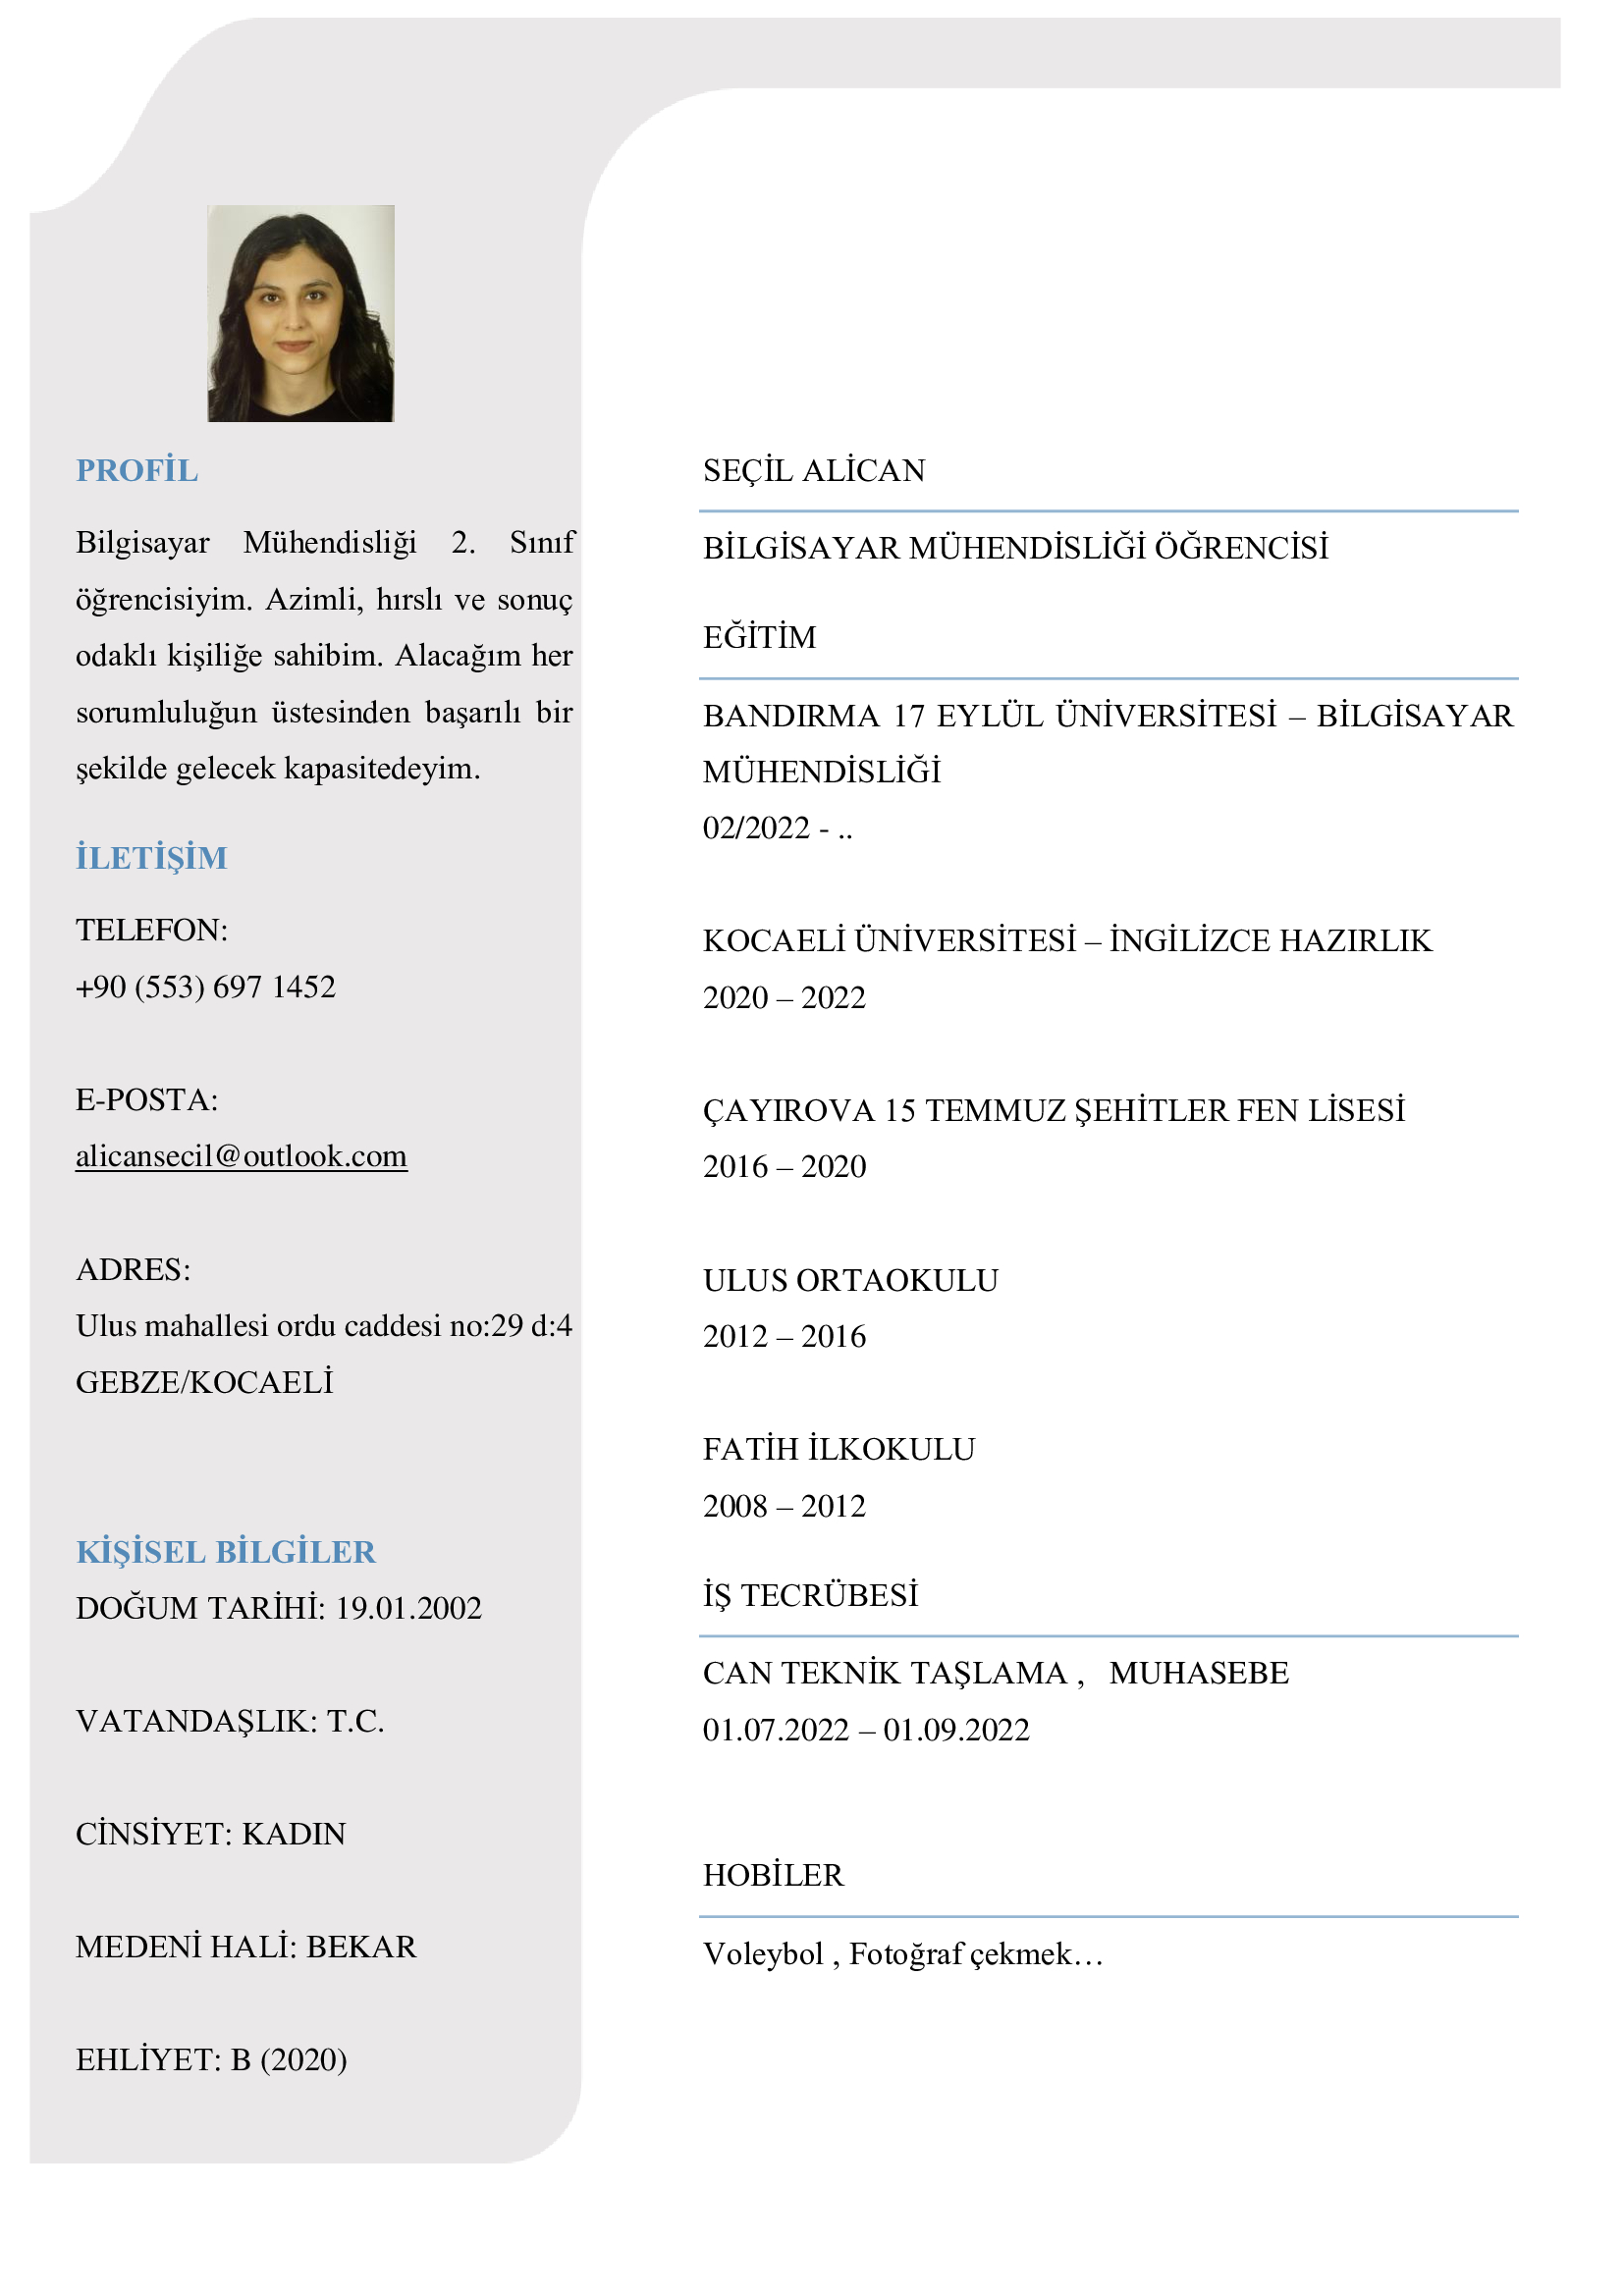 PROFİL
Bilgisayar Mühendisliği 2. Sınıf
öğrencisiyim. Azimli, hırslı ve sonuç
odaklı kişiliğe sahibim. Alacağım her
sorumluluğun üstesinden başarılı bir
şekilde gelecek kapasitedeyim.
İLETİŞİM
TELEFON:
+90 (553) 697 1452
E-POSTA:
alicansecil@outlook.com
ADRES:
Ulus mahallesi ordu caddesi no:29 d:4
GEBZE/KOCAELİ
KİŞİSEL BİLGİLER
DOĞUM TARİHİ: 19.01.2002
VATANDAŞLIK: T.C.
CİNSİYET: KADIN
MEDENİ HALİ: BEKAR
EHLİYET: B (2020)
SEÇİL ALİCAN
BİLGİSAYAR MÜHENDİSLİĞİ ÖĞRENCİSİ
EĞİTİM
BANDIRMA 17 EYLÜL ÜNİVERSİTESİ – BİLGİSAYAR
MÜHENDİSLİĞİ
02/2022 - ..
KOCAELİ ÜNİVERSİTESİ – İNGİLİZCE HAZIRLIK
2020 – 2022
ÇAYIROVA 15 TEMMUZ ŞEHİTLER FEN LİSESİ
2016 – 2020
ULUS ORTAOKULU
2012 – 2016
FATİH İLKOKULU
2008 – 2012
İŞ TECRÜBESİ
CAN TEKNİK TAŞLAMA ,   MUHASEBE
01.07.2022 – 01.09.2022
HOBİLER
Voleybol , Fotoğraf çekmek…